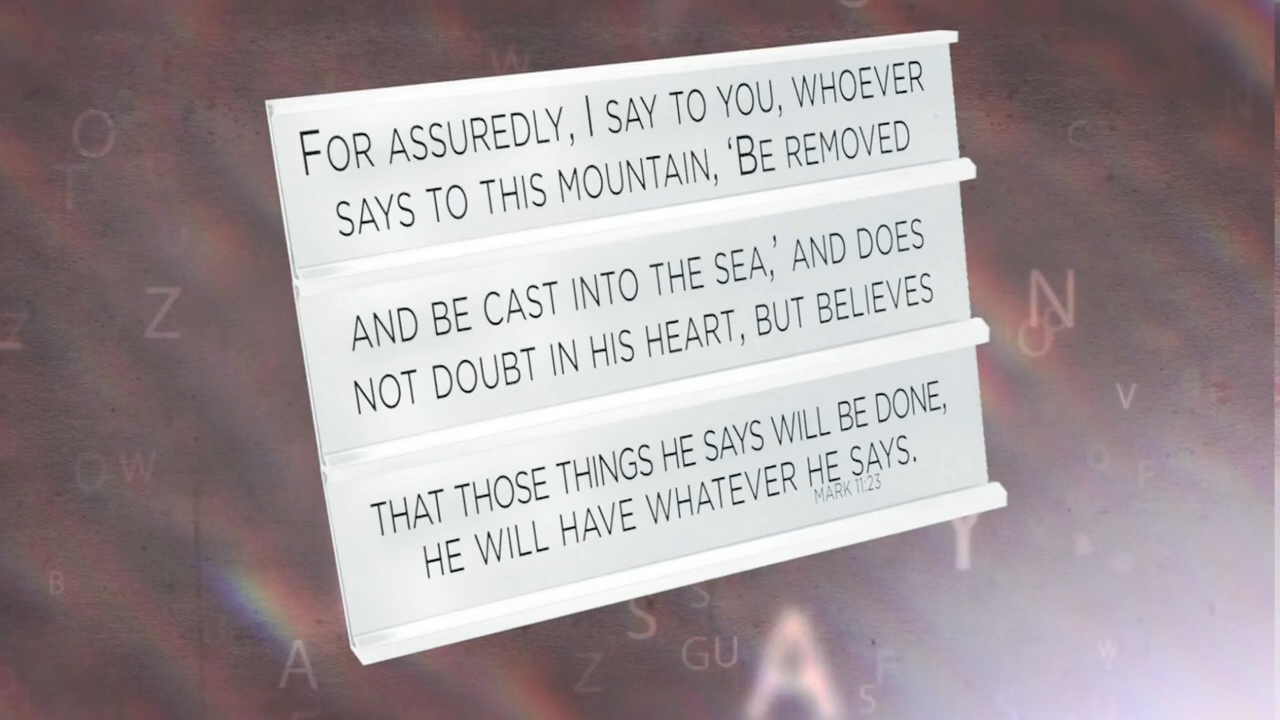 For assuredly, I say to you, whoever
says to this mountain, ‘Be removed
and be cast into the sea,’ and does
not doubt in his heart, but believes
that those things he says will be done,
he will have whatever he says.
Mark 11:23